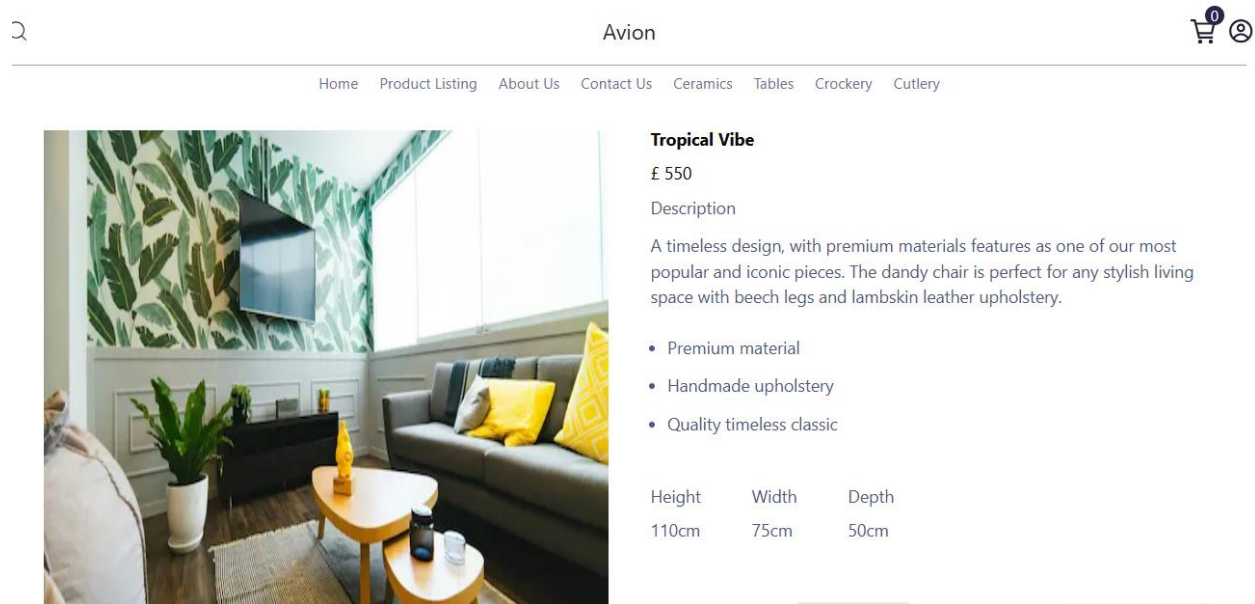 Avion
0
Home Product Listing About Us Contact Us Ceramics Tables Crockery Cutlery
Tropical Vibe
£ 550
Description
A timeless design, with premium materials features as one of our most
popular and iconic pieces. The dandy chair is perfect for any stylish living
space with beech legs and lambskin leather upholstery.
• Premium material
• Handmade upholstery
• Quality timeless classic
Height Width Depth
110cm 75cm 50cm